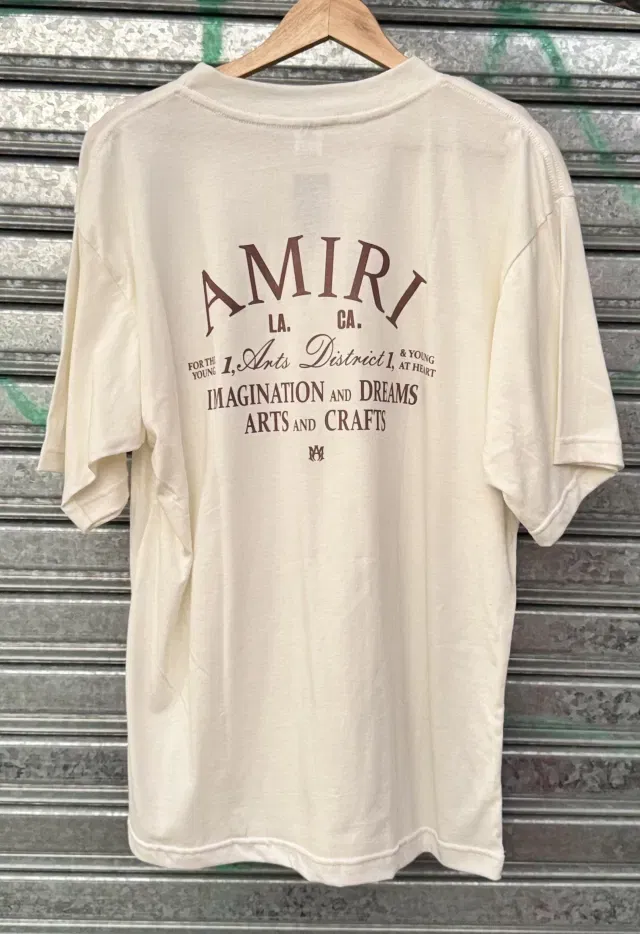 AMIRI
LA. CA.
FOR THE YOUNG 1, Arts District 1, & YOUNG AT HEART
IMAGINATION AND DREAMS
ARTS AND CRAFTS
MA